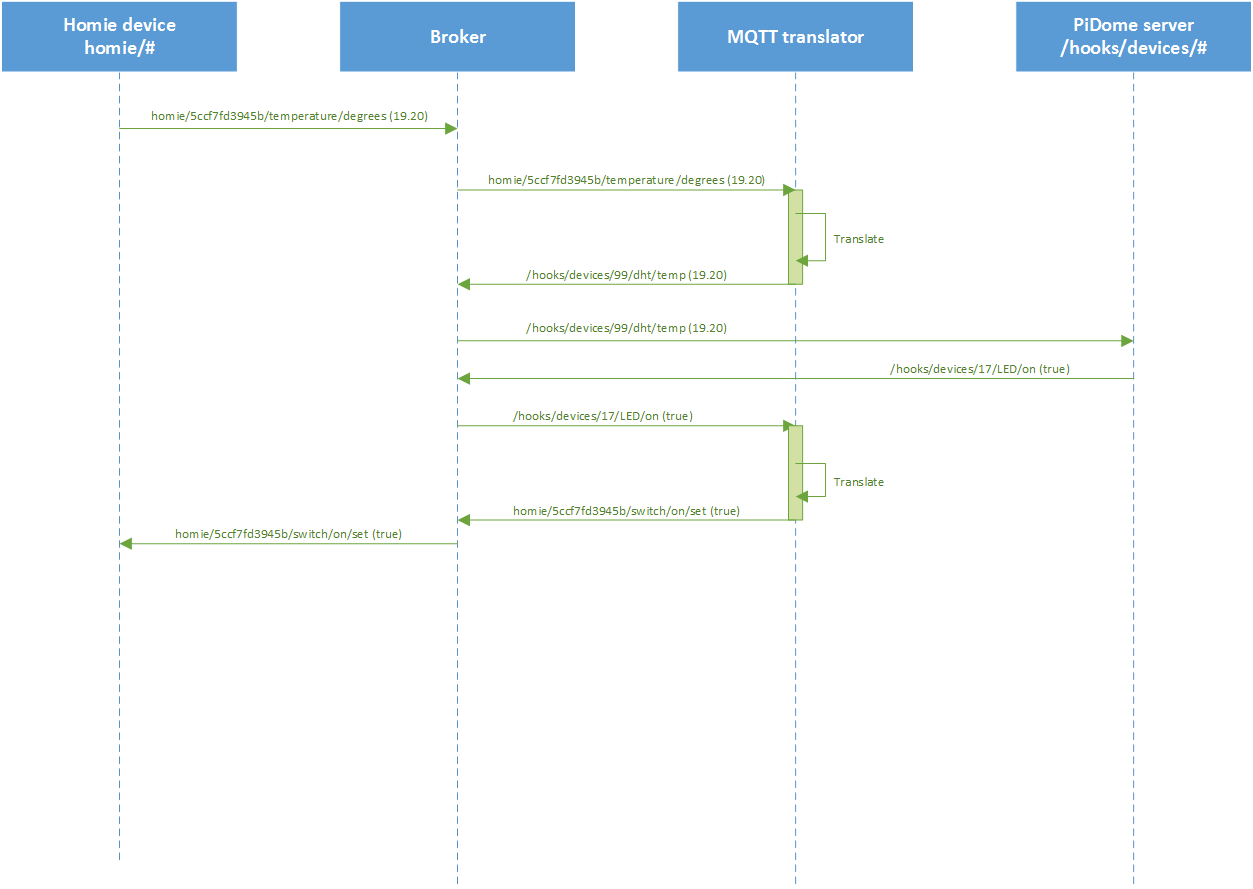 Homie device
homie/#
Broker
MQTT translator
PiDome server
/hooks/devices/#
homie/5ccf7fd3945b/temperature/degrees (19.20)
homie/5ccf7fd3945b/temperature/degrees (19.20)
Translate
/hooks/devices/99/dht/temp (19.20)
/hooks/devices/99/dht/temp (19.20)
/hooks/devices/17/LED/on (true)
/hooks/devices/17/LED/on (true)
Translate
homie/5ccf7fd3945b/switch/on/set (true)
homie/5ccf7fd3945b/switch/on/set (true)